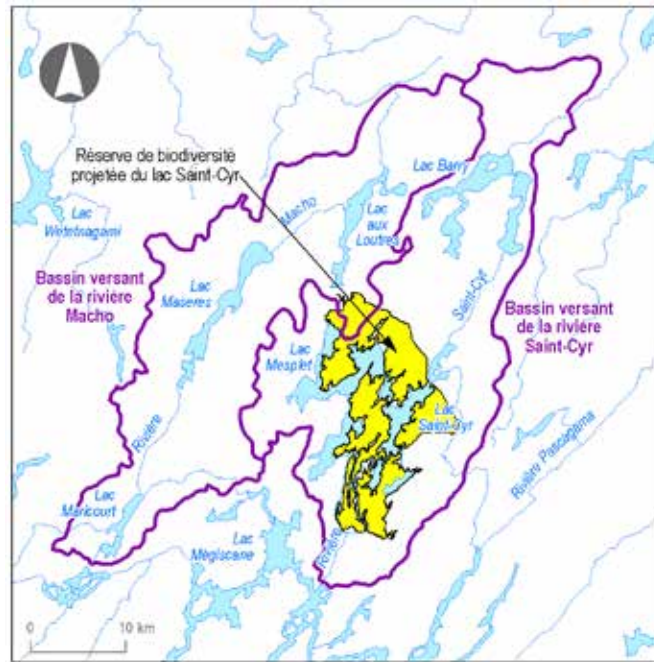 Réserve de biodiversité
projetée du lac Saint-Cyr
Lac Barry
Macho
Lac
aux
Loutres
Lac
Wetetnagami
Bassin versant
de la rivière
Macho
Lac
Maseres
Saint-Cyr
Bassin versant
de la rivière
Saint-Cyr
Lac
Mesplet
Lac
Saint-Cyr
Rivière
Rivière Pascagama
Lac
Maricourt
Lac
Mégiscane
Rivière
0 10 km